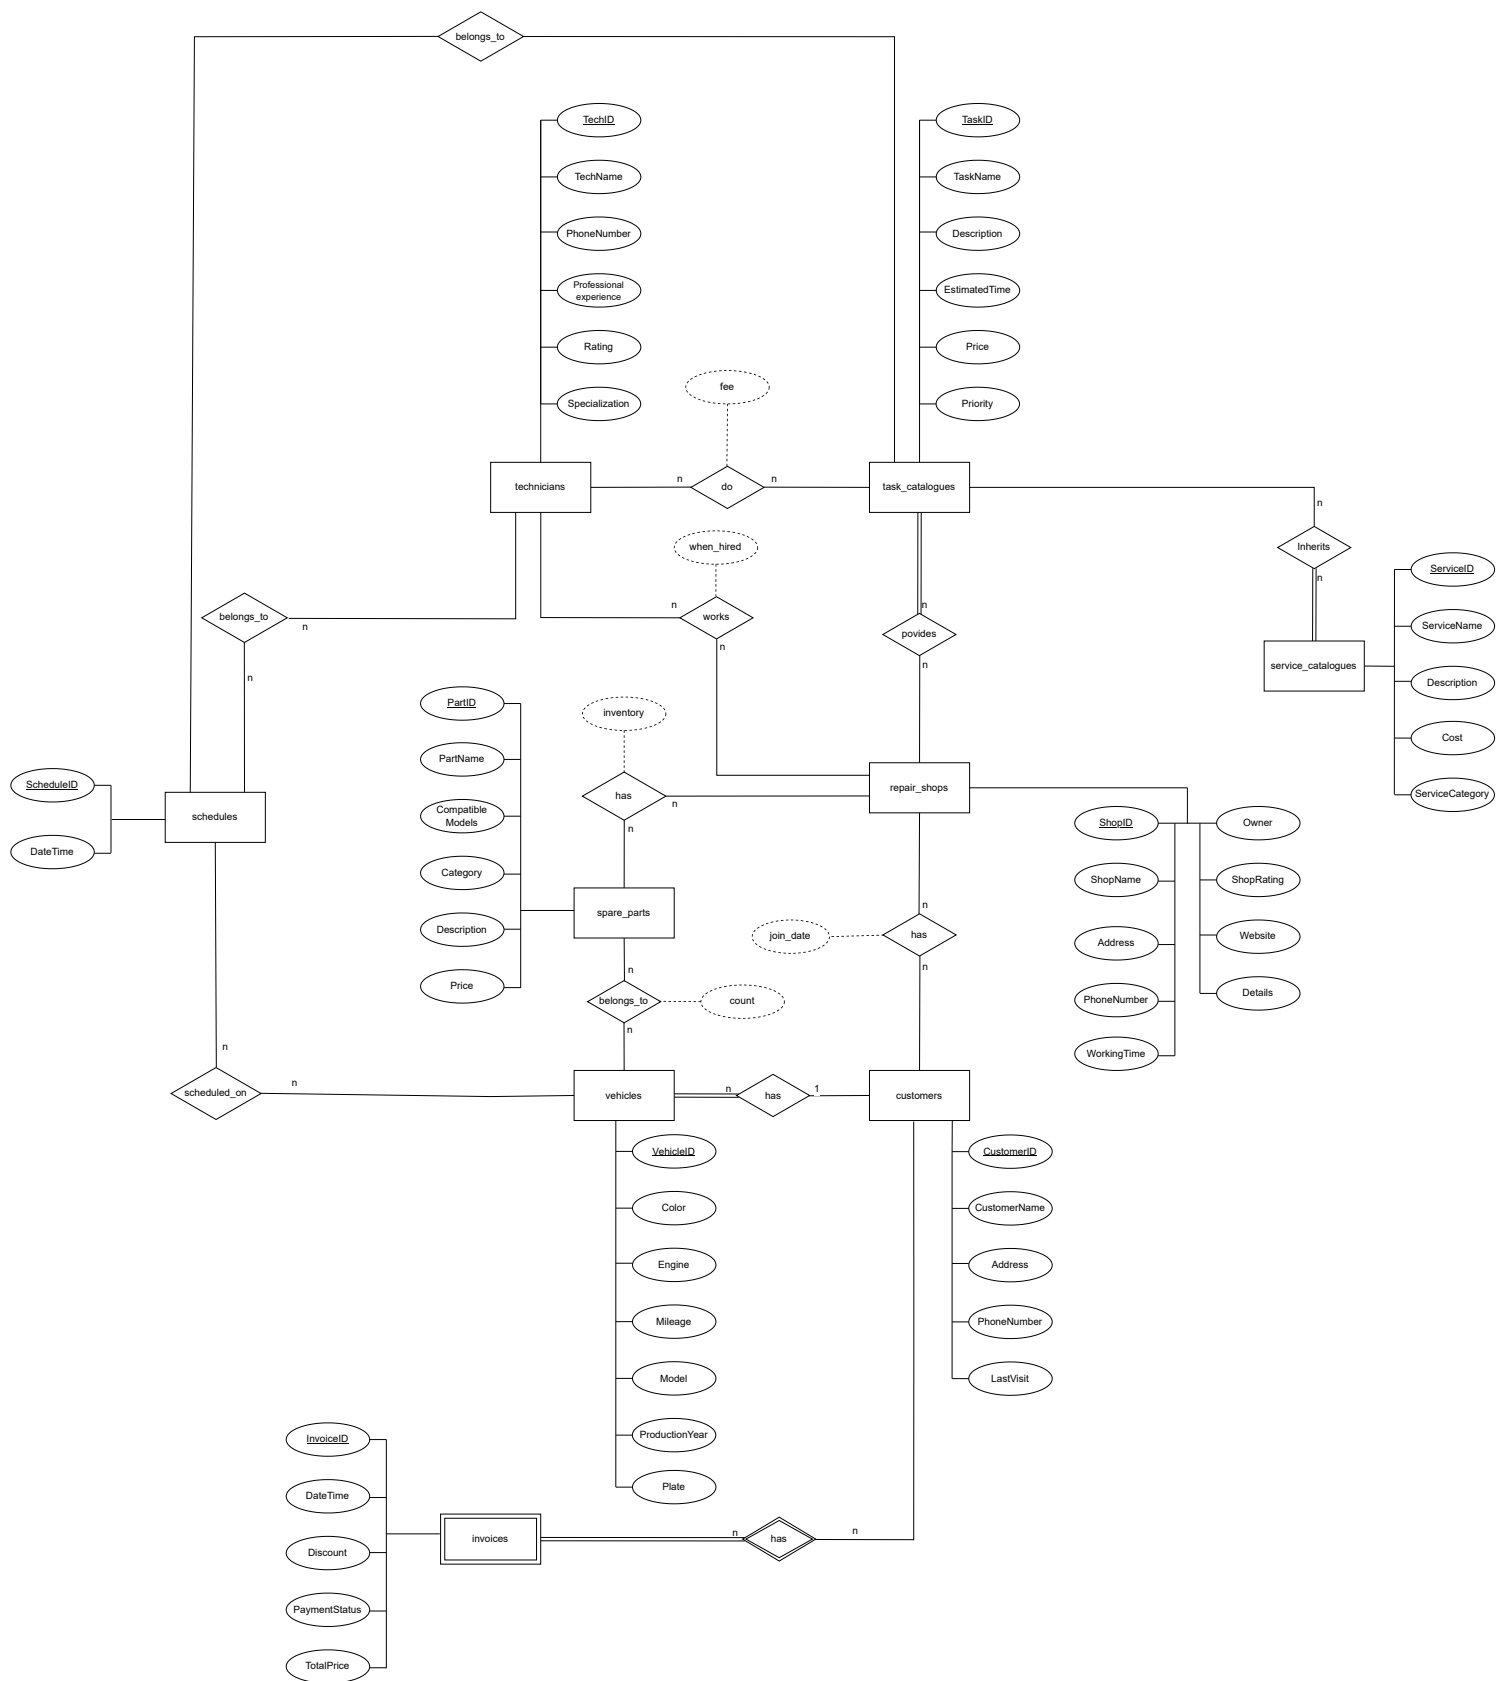 belongs_to
TechID
TaskID
TechName
TaskName
PhoneNumber
Description
Professional
experience
EstimatedTime
Rating
Price
fee
Specialization
Priority
technicians
n
do
n
task_catalogues
n
when_hired
Inherits
ServiceID
n
belongs_to
n
n
works
n
povides
ServiceName
n
n
n
service_catalogues
Description
PartID
inventory
Cost
PartName
ScheduleID
has
n
repair_shops
ServiceCategory
schedules
Compatible
Models
n
ShopID
Owner
DateTime
Category
ShopName
ShopRating
spare_parts
n
Description
join_date
has
Address
Website
n
n
Price
belongs_to
count
PhoneNumber
Details
n
n
WorkingTime
scheduled_on
n
vehicles
n
has
1
customers
VehicleID
CustomerID
Color
CustomerName
Engine
Address
Mileage
PhoneNumber
Model
LastVisit
InvoiceID
ProductionYear
DateTime
Plate
invoices
n
has
n
Discount
PaymentStatus
TotalPrice